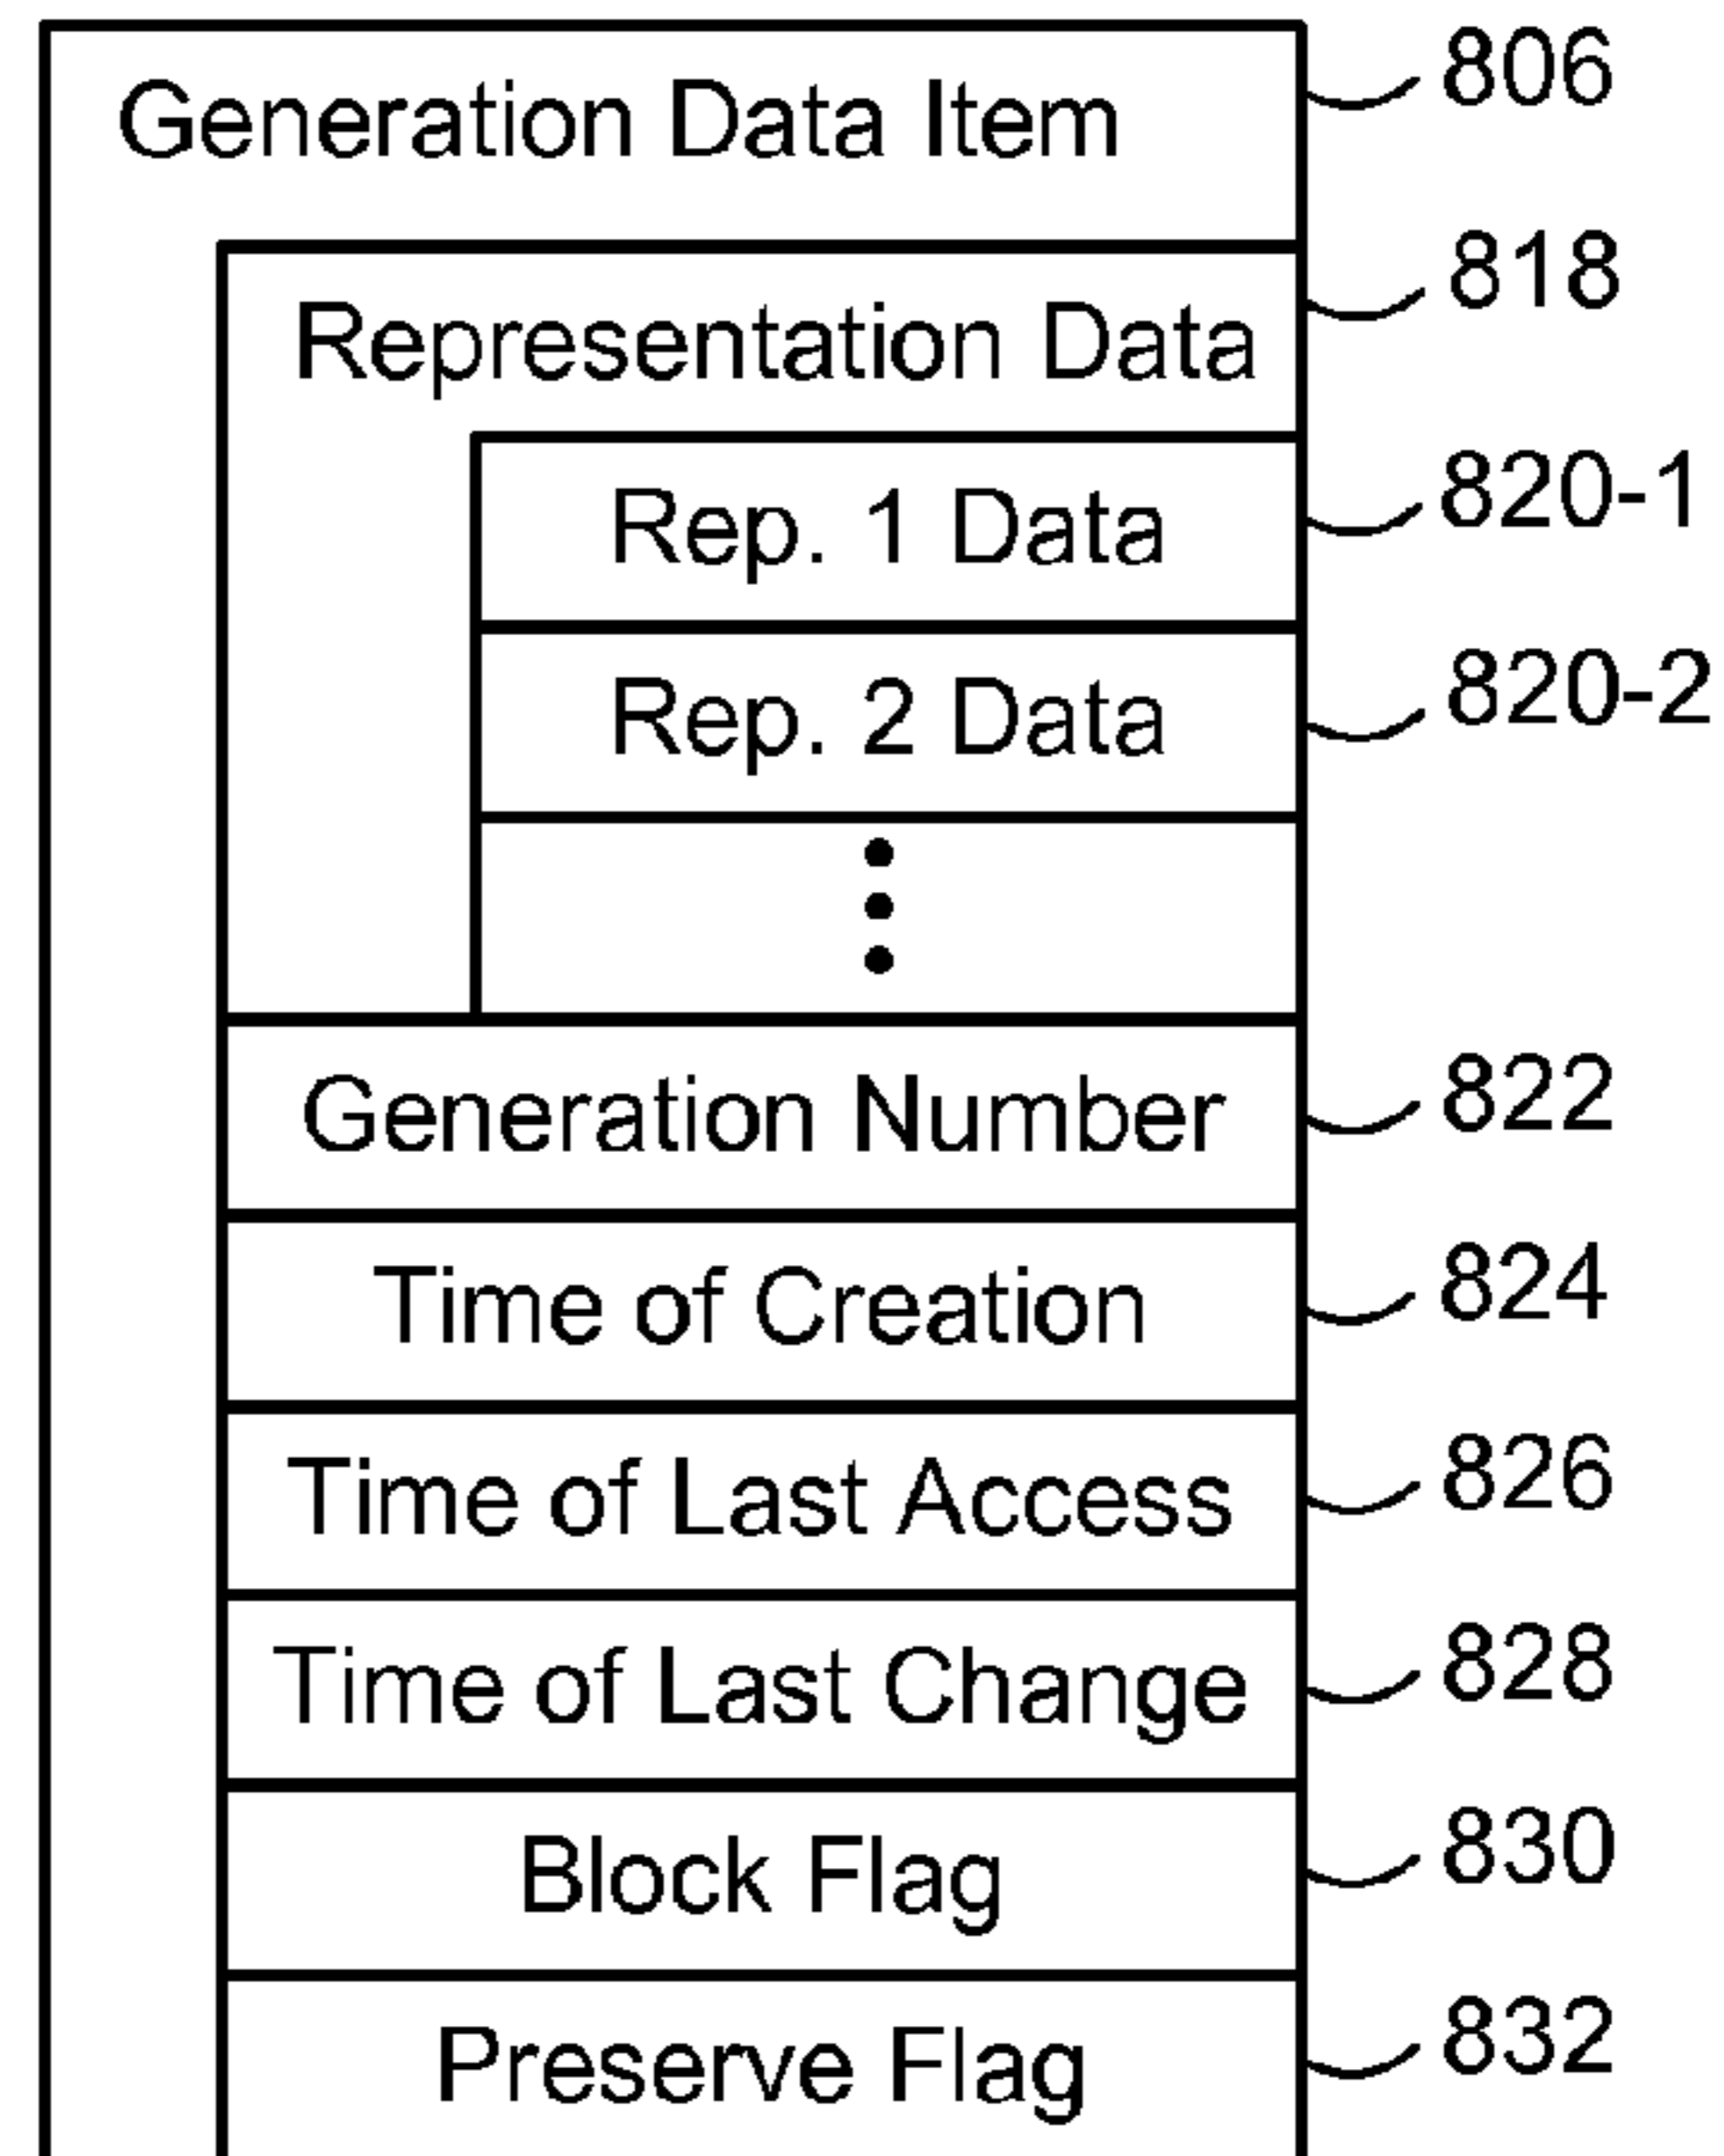 Generation Data Item 806
Representation Data 818
Rep. 1 Data 820-1
Rep. 2 Data 820-2
Generation Number 822
Time of Creation 824
Time of Last Access 826
Time of Last Change 828
Block Flag 830
Preserve Flag 832